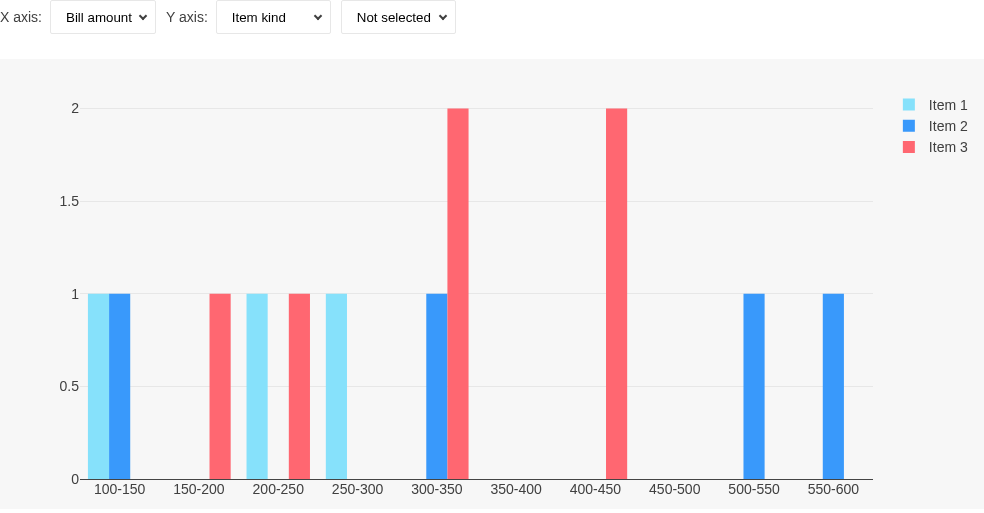 X axis: Bill amount Y axis: Item kind Not selected
Item 1
Item 2
Item 3
2
1.5
1
0.5
0
100-150 150-200 200-250 250-300 300-350 350-400 400-450 450-500 500-550 550-600